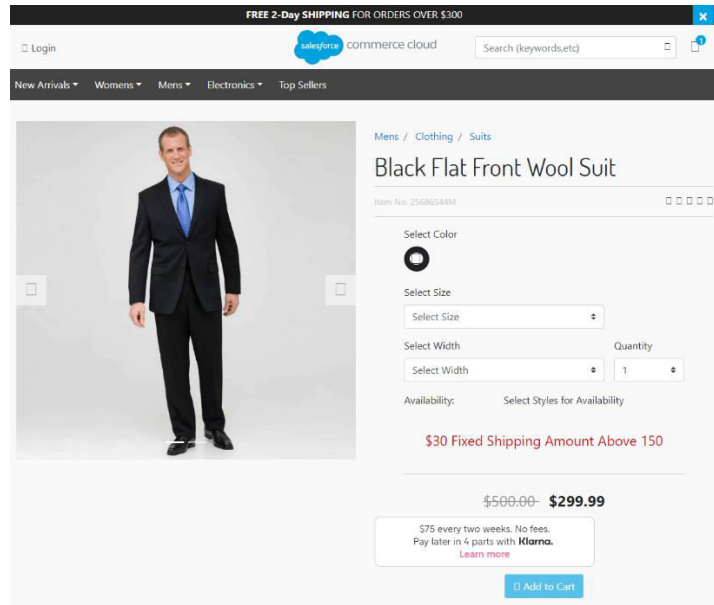 FREE 2-Day SHIPPING FOR ORDERS OVER $300
Login
salesforce commerce cloud
Search (keywords,etc)
1
New Arrivals
Womens
Mens
Electronics
Top Sellers
Mens / Clothing / Suits
Black Flat Front Wool Suit
Item No. 25686544M
Select Color
Select Size
Select Size
Select Width
Quantity
Select Width
1
Availability:
Select Styles for Availability
$30 Fixed Shipping Amount Above 150
$500.00 $299.99
$75 every two weeks. No fees.
Pay later in 4 parts with Klarna.
Learn more
Add to Cart